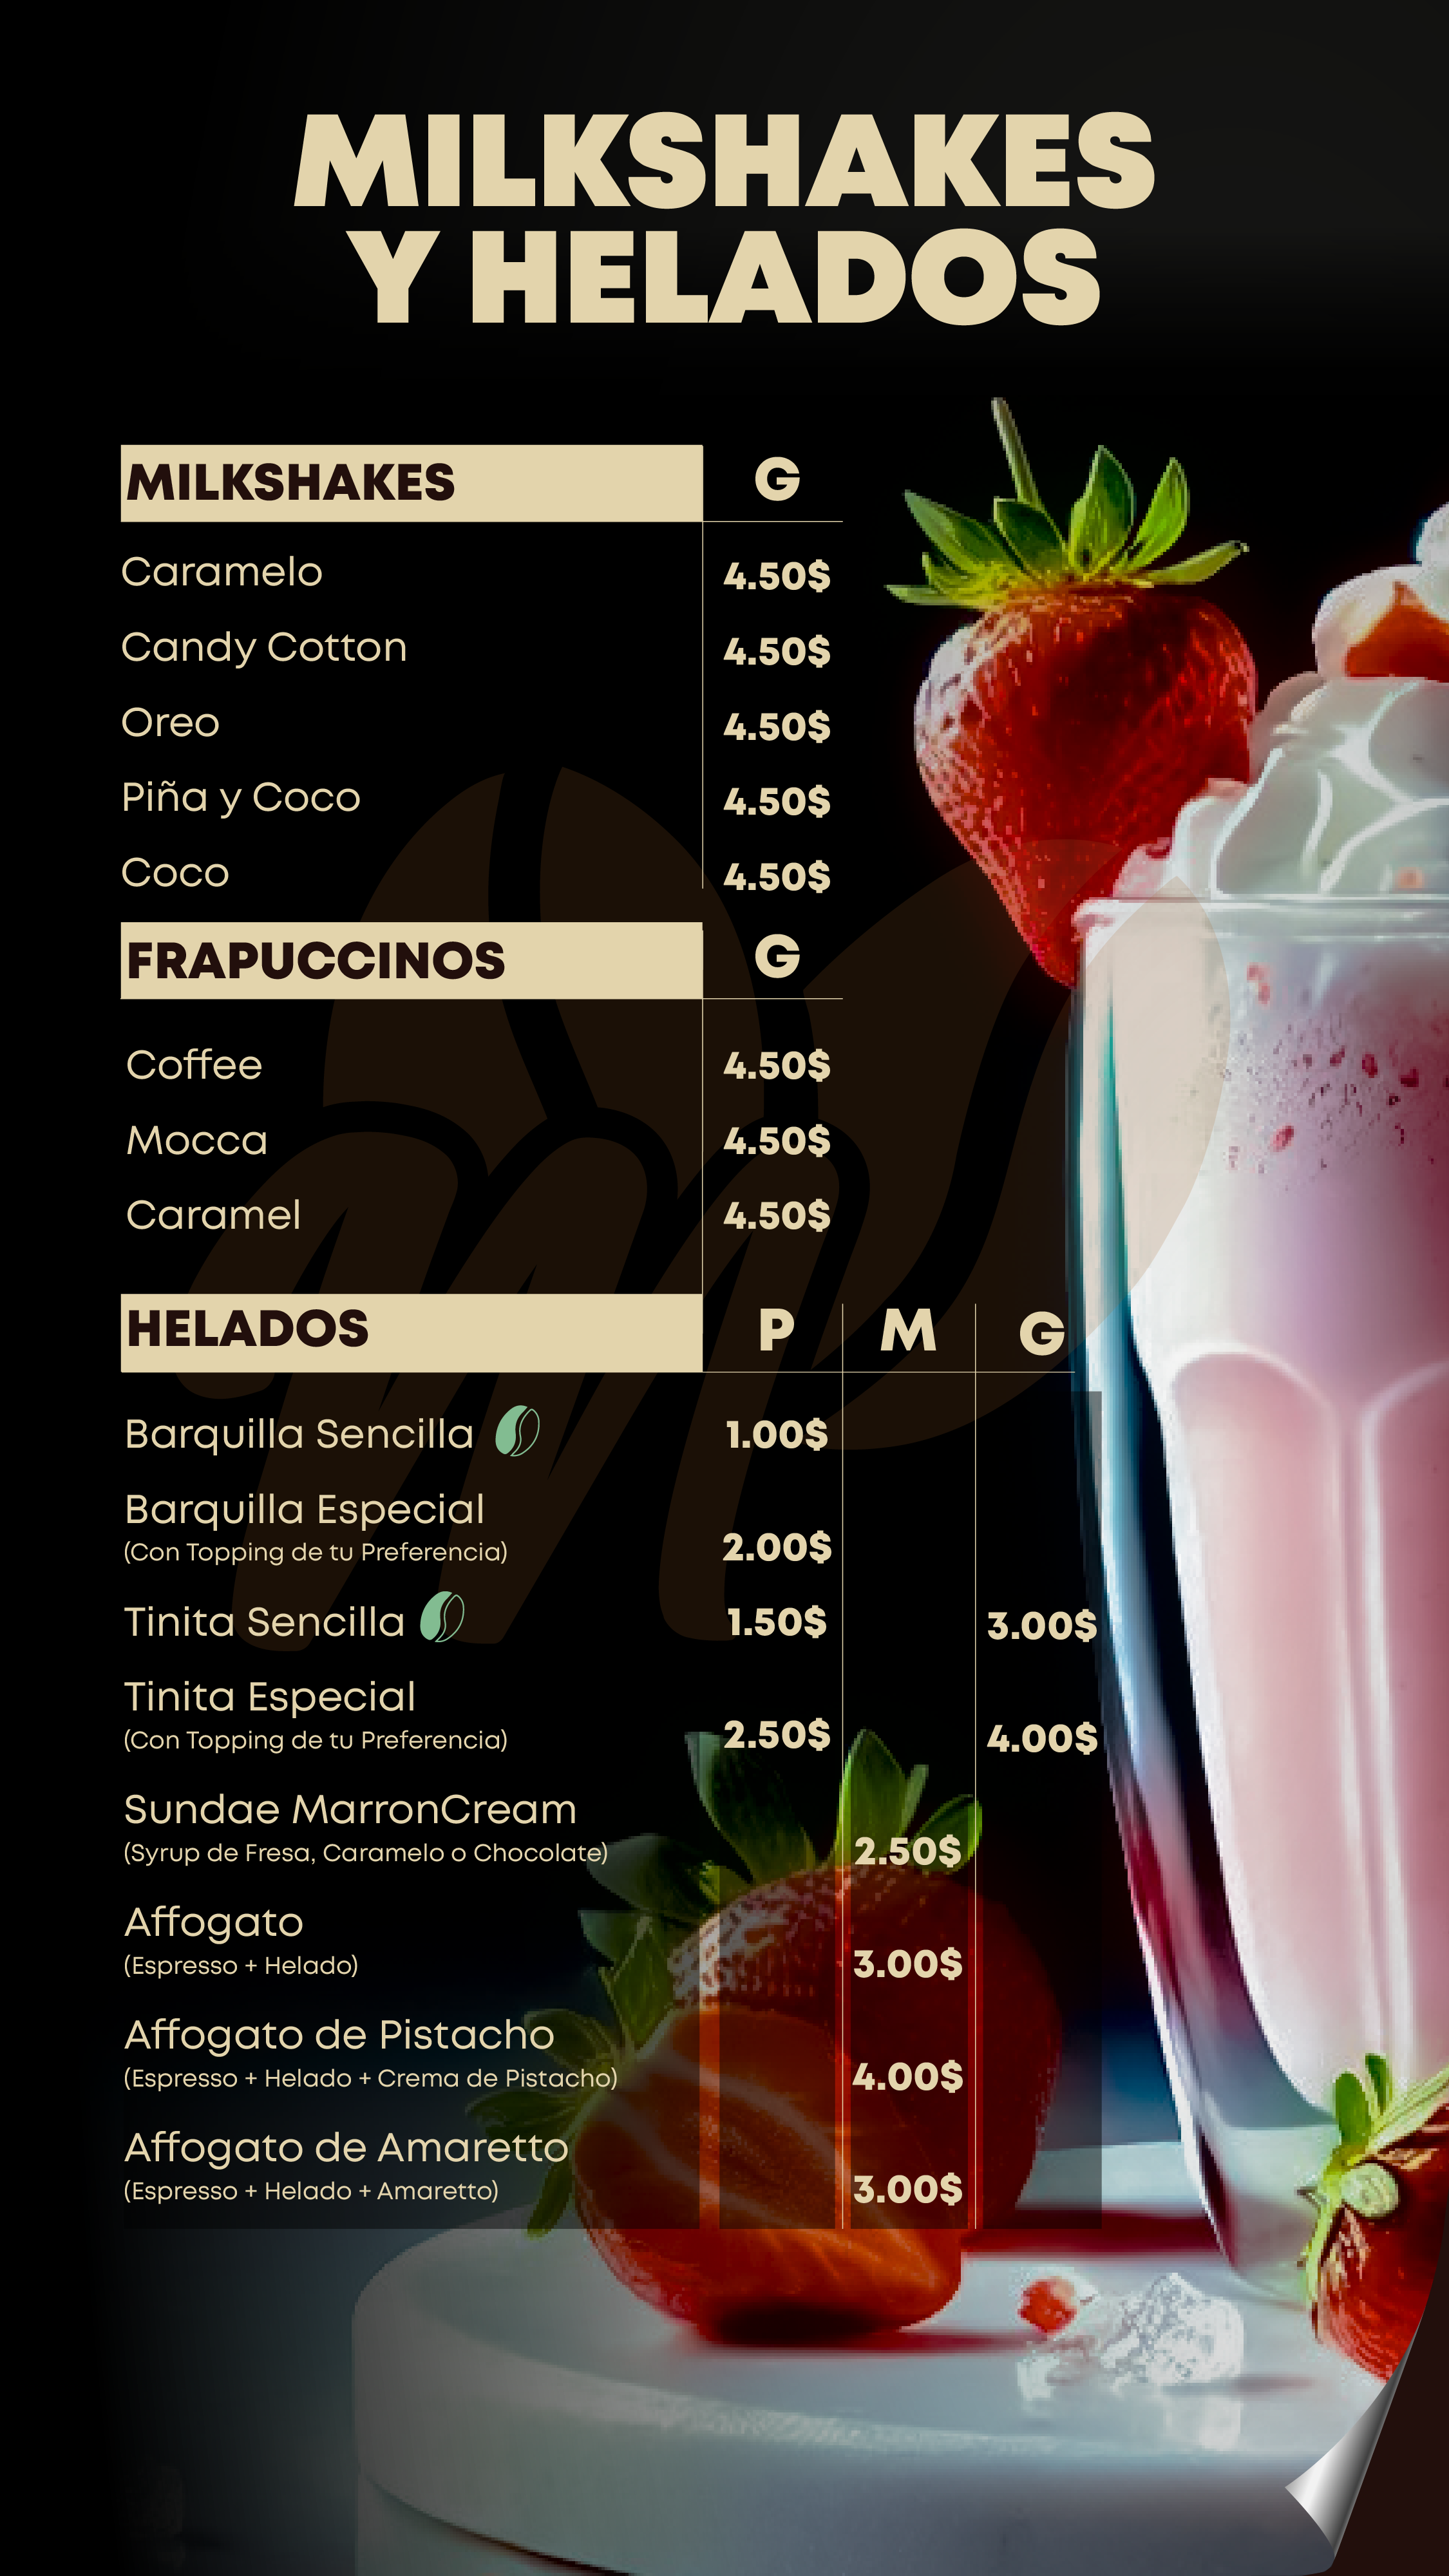 MILKSHAKES
Y HELADOS
MILKSHAKES G
Caramelo 4.50$
Candy Cotton 4.50$
Oreo 4.50$
Piña y Coco 4.50$
Coco 4.50$
FRAPUCCINOS G
Coffee 4.50$
Mocca 4.50$
Caramel 4.50$
HELADOS P M G
Barquilla Sencilla 1.00$
Barquilla Especial
(Con Topping de tu Preferencia) 2.00$
Tinita Sencilla 1.50$ 3.00$
Tinita Especial
(Con Topping de tu Preferencia) 2.50$ 4.00$
Sundae MarronCream
(Syrup de Fresa, Caramelo o Chocolate) 2.50$
Affogato
(Espresso + Helado) 3.00$
Affogato de Pistacho
(Espresso + Helado + Crema de Pistacho) 4.00$
Affogato de Amaretto
(Espresso + Helado + Amaretto) 3.00$